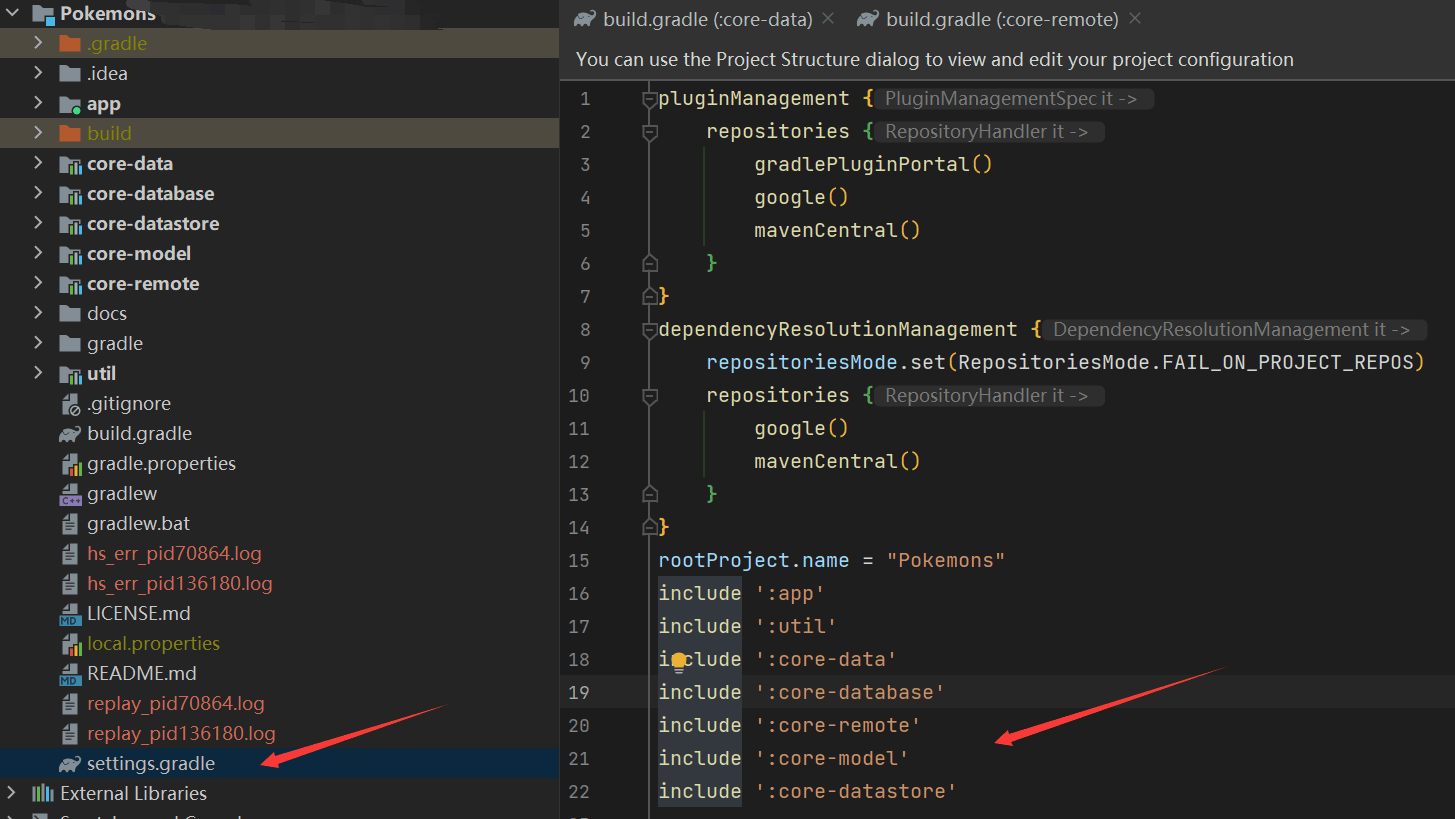 Pokemons
.gradle
.idea
app
build
core-data
core-database
core-datastore
core-model
core-remote
docs
gradle
util
.gitignore
build.gradle
gradle.properties
gradlew
gradlew.bat
hs_err_pid70864.log
hs_err_pid136180.log
LICENSE.md
local.properties
README.md
replay_pid70864.log
replay_pid136180.log
settings.gradle
External Libraries
build.gradle (:core-data) build.gradle (:core-remote)
You can use the Project Structure dialog to view and edit your project configuration
1 pluginManagement { PluginManagementSpec it ->
2 repositories { RepositoryHandler it ->
3 gradlePluginPortal()
4 google()
5 mavenCentral()
6 }
7 }
8 dependencyResolutionManagement { DependencyResolutionManagement it ->
9 repositoriesMode.set(RepositoriesMode.FAIL_ON_PROJECT_REPOS)
10 repositories { RepositoryHandler it ->
11 google()
12 mavenCentral()
13 }
14 }
15 rootProject.name = "Pokemons"
16 include ':app'
17 include ':util'
18 include ':core-data'
19 include ':core-database'
20 include ':core-remote'
21 include ':core-model'
22 include ':core-datastore'